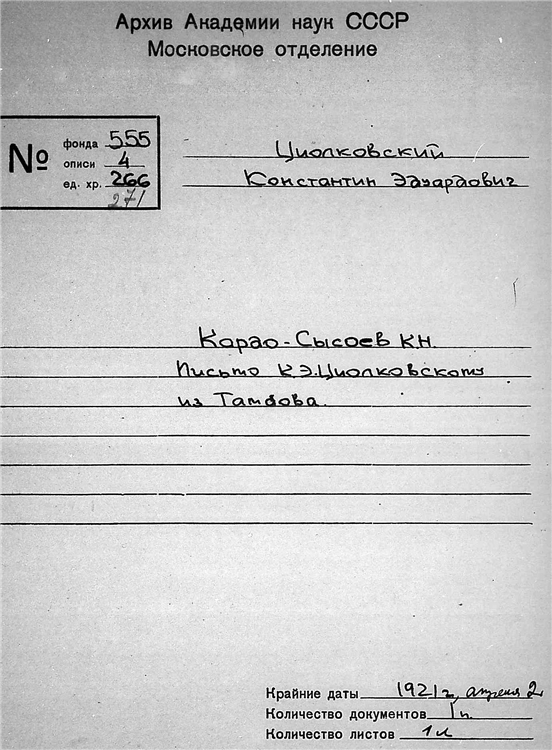 Архив Академии наук СССР
Московское отделение
№
фонда 555
описи 4
ед. хр. 266
271
Циолковский
Константин Эдуардович
Корао-Сысоев К.Н.
Письмо К.Э.Циолковскому
из Тамбова.
Крайние даты 1921 г, апреля 2
Количество документов 1 п.
Количество листов 1 л